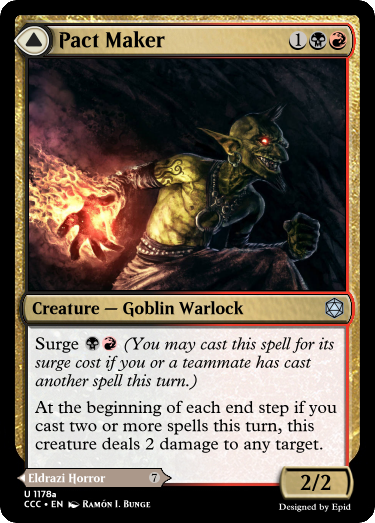 Pact Maker 1
Creature — Goblin Warlock
Surge (You may cast this spell for its
surge cost if you or a teammate has cast
another spell this turn.)
At the beginning of each end step if you
cast two or more spells this turn, this
creature deals 2 damage to any target.
Eldrazi Horror 7
2/2
U 1178a
CCC • EN Ramón I. Bunge
Designed by Epid